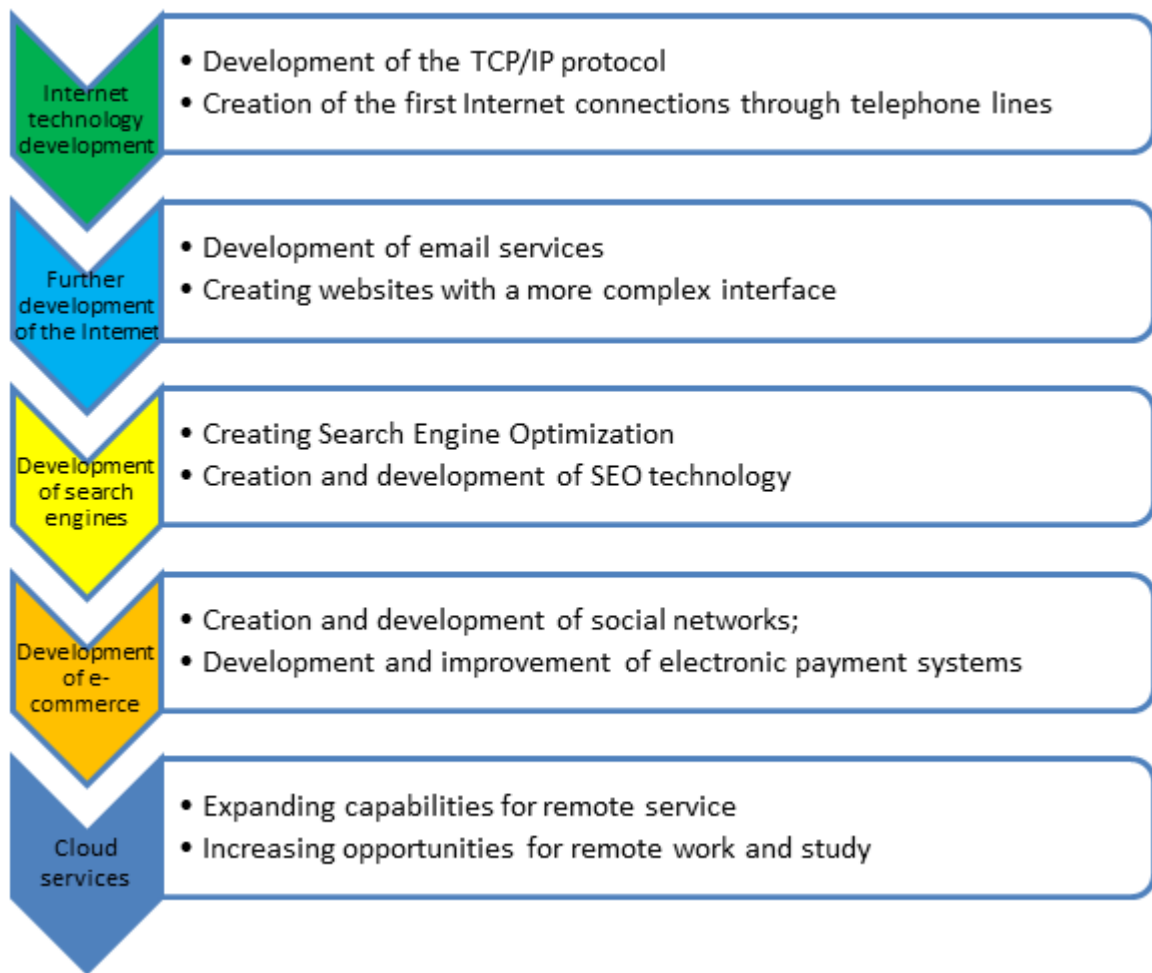 Internet
technology
development
• Development of the TCP/IP protocol
• Creation of the first Internet connections through telephone lines
Further
development
of the Internet
• Development of email services
• Creating websites with a more complex interface
Development
of search
engines
• Creating Search Engine Optimization
• Creation and development of SEO technology
Development
of e-
commerce
• Creation and development of social networks;
• Development and improvement of electronic payment systems
Cloud
services
• Expanding capabilities for remote service
• Increasing opportunities for remote work and study